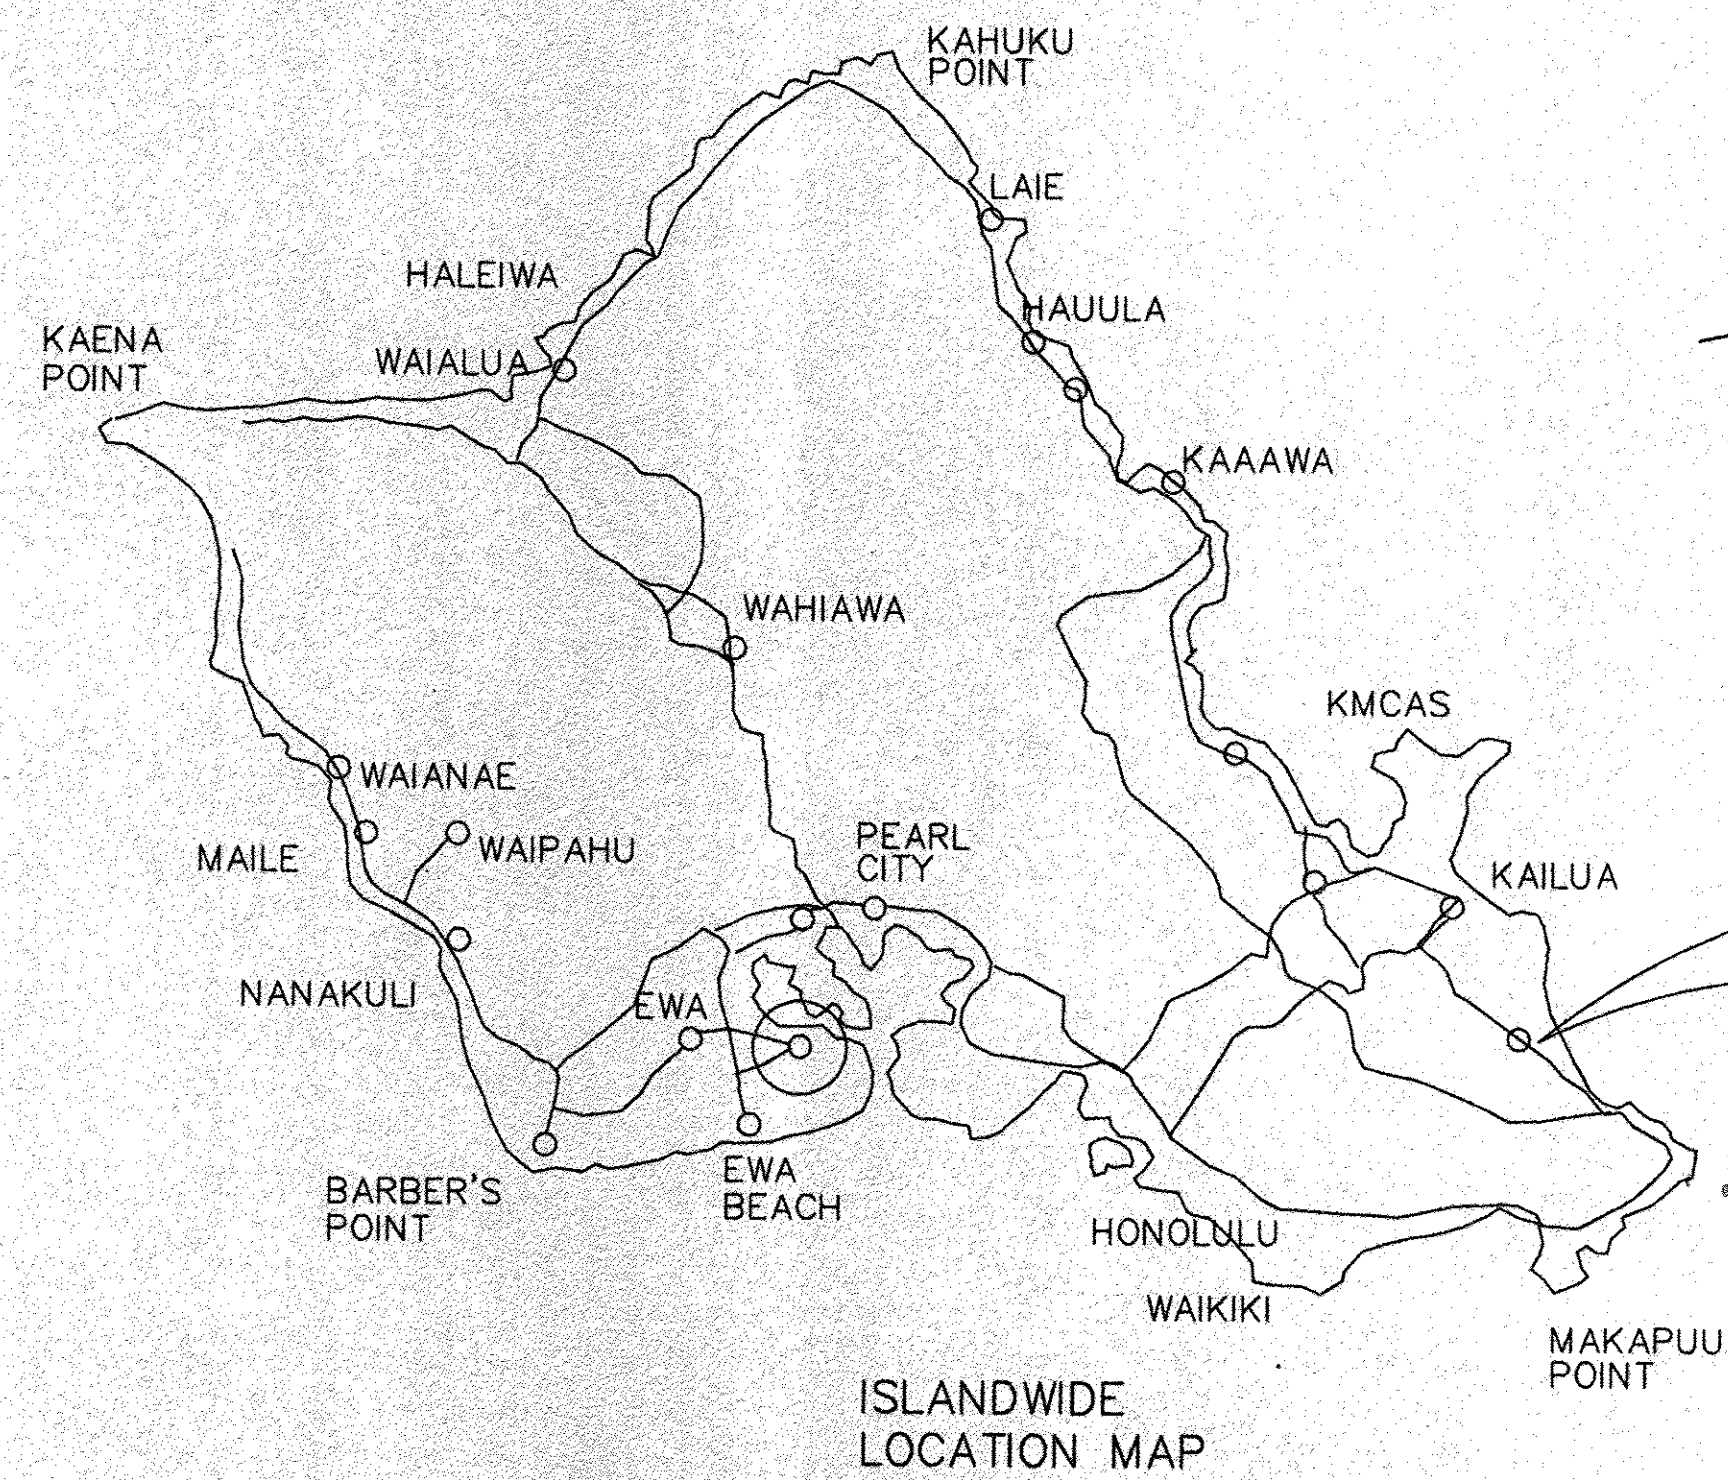 KAHUKU
POINT
LAIE
HALEIWA
HAUULA
KAENA
POINT
WAIALUA
KAAAWA
WAHIAWA
KMCAS
WAIANAE
PEARL
CITY
MAILE
WAIPAHU
KAILUA
NANAKULI
EWA
BARBER'S
POINT
EWA
BEACH
HONOLULU
WAIKIKI
MAKAPUU
POINT
ISLANDWIDE
LOCATION MAP